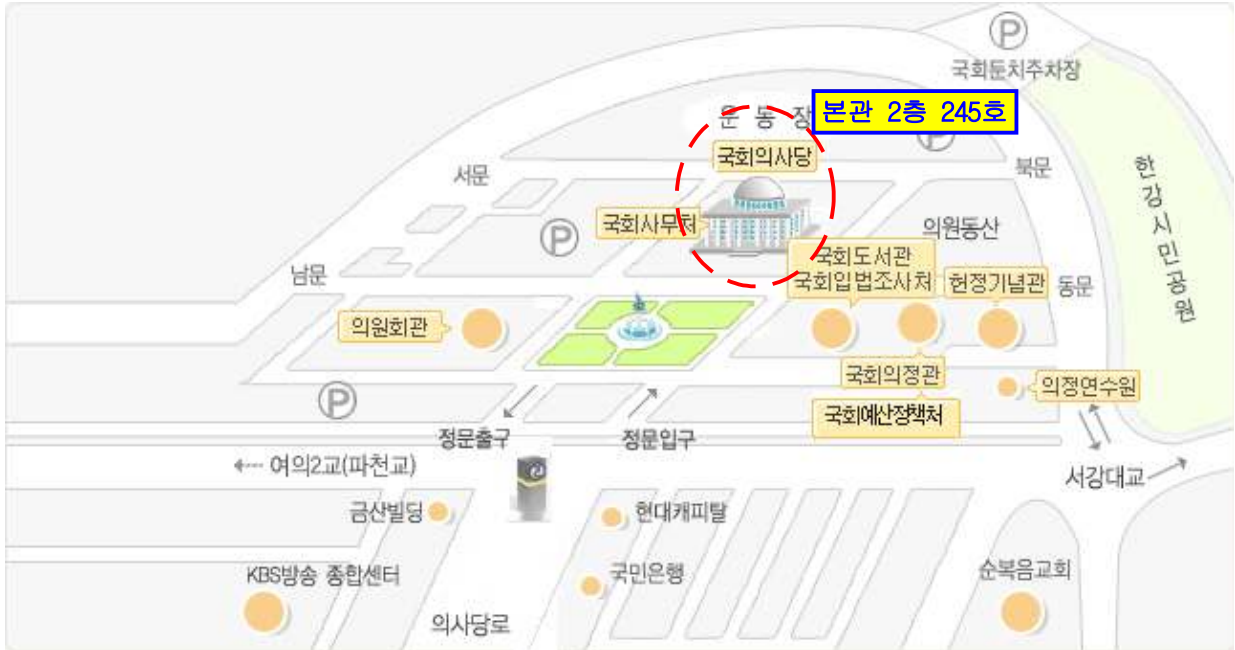 P
국회둔치주차장
운 동 장
본관 2층 245호
P
국회의사당
서문
북문
한강시민공원
국회사무처
P
의원동산
국회도서관
국회입법조사처
헌정기념관
동문
남문
의원회관
국회의정관
국회예산정책처
의정연수원
P
정문출구
정문입구
여의2교(파천교)
서강대교
금산빌딩
현대캐피탈
KBS방송 종합센터
국민은행
순복음교회
의사당로